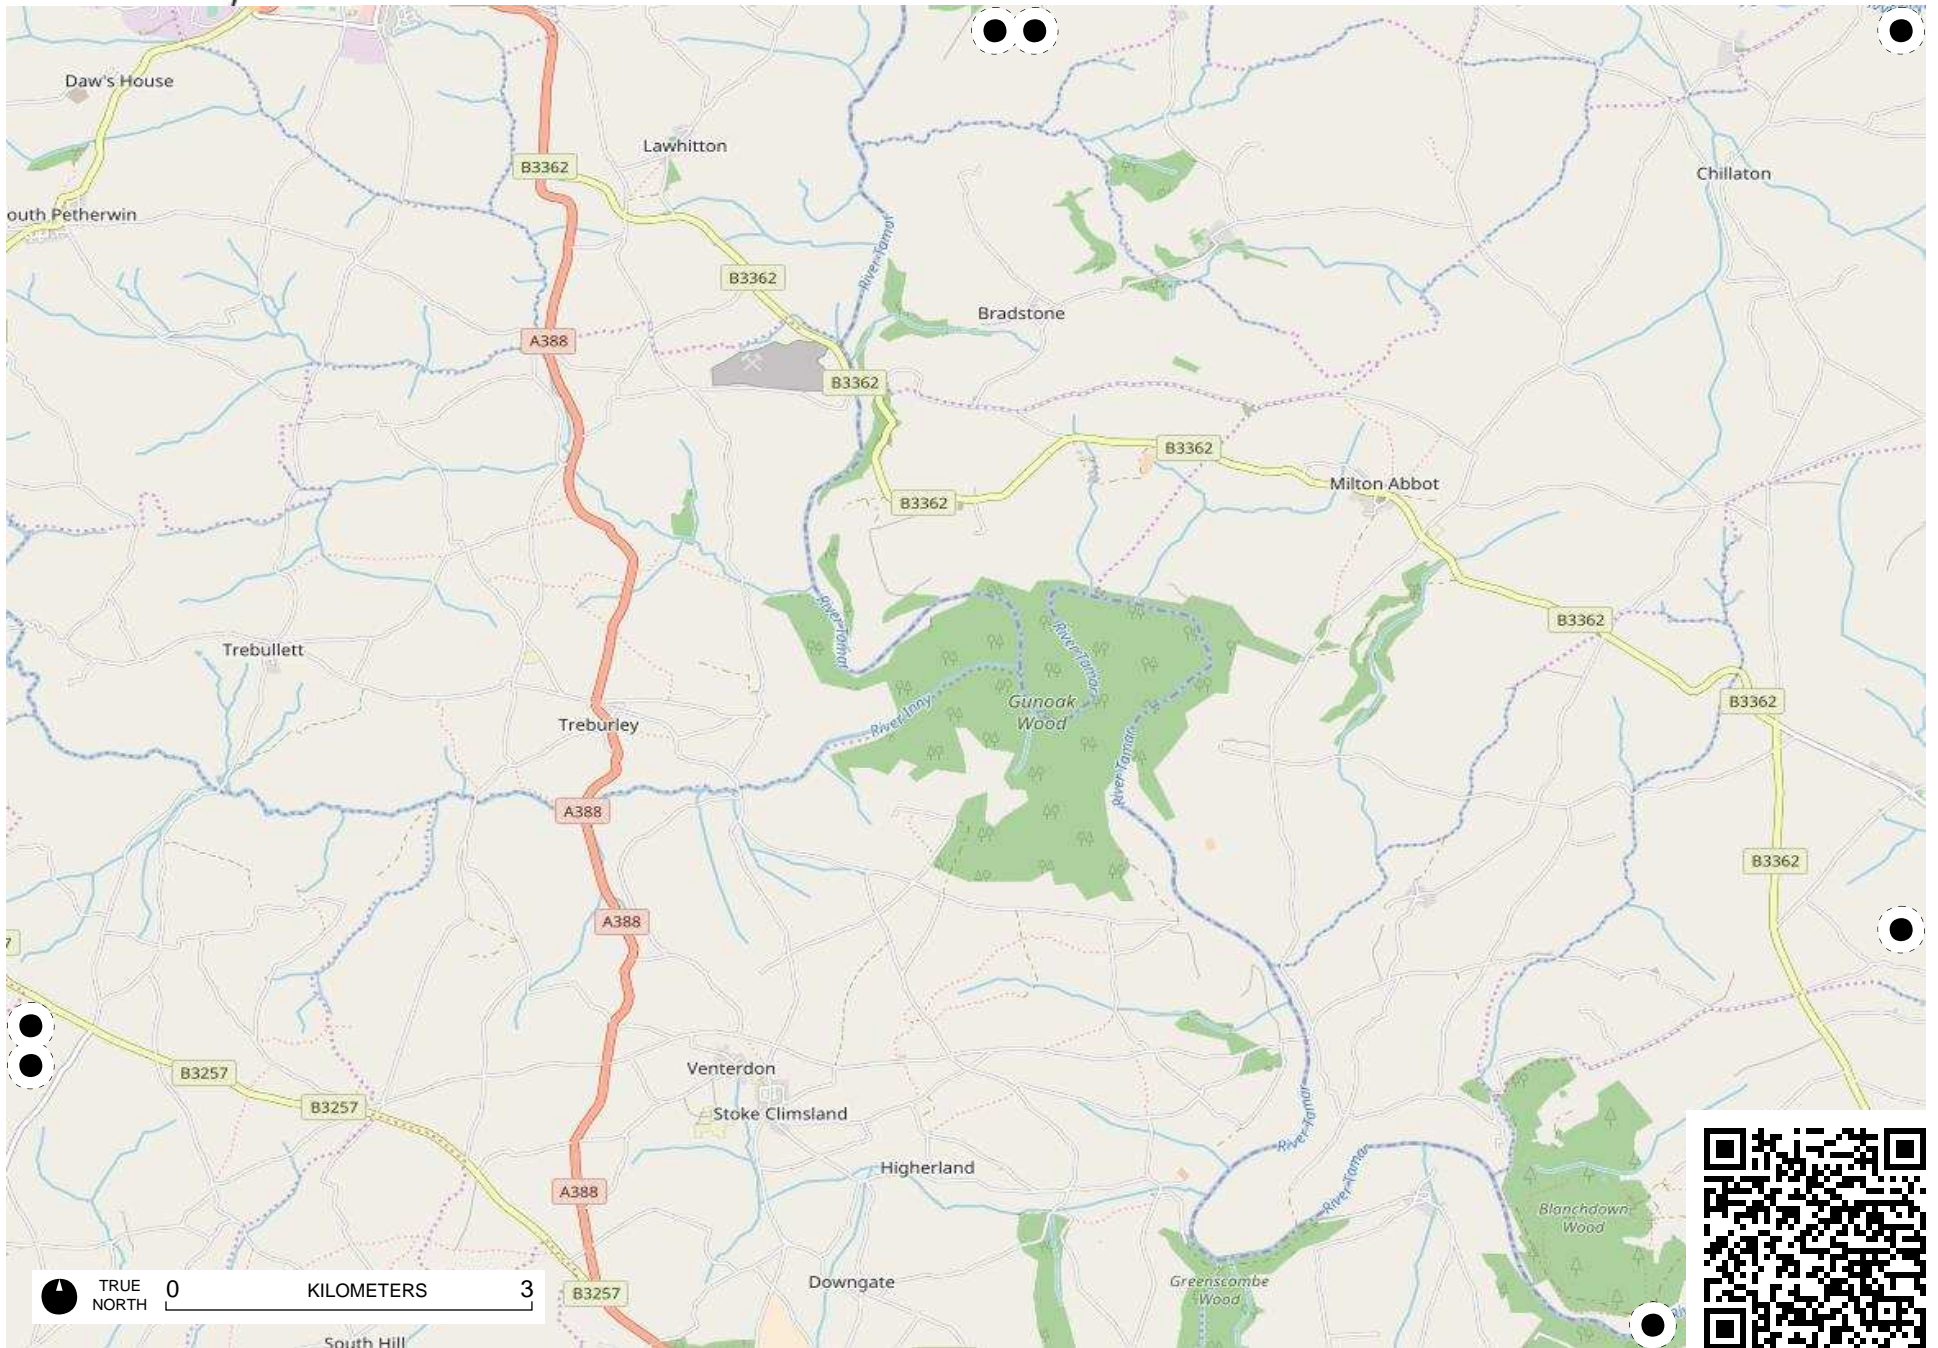 Daw's House
Lawhitton
B3362
Chillaton
outh Petherwin
River Tamar
B3362
Bradstone
A388
B3362
B3362
Milton Abbot
B3362
River Tamar
B3362
River Tamar
Trebullett
Gunoak
Wood
River Inny
B3362
Treburley
River Tamar
A388
B3362
A388
7
Venterdon
B3257
B3257
Stoke Climsland
River Tamar
Higherland
River Tamar
A388
Blanchdown
Wood
Downgate
Greenscombe
Wood
TRUE
NORTH
0 KILOMETERS 3
B3257
South Hill